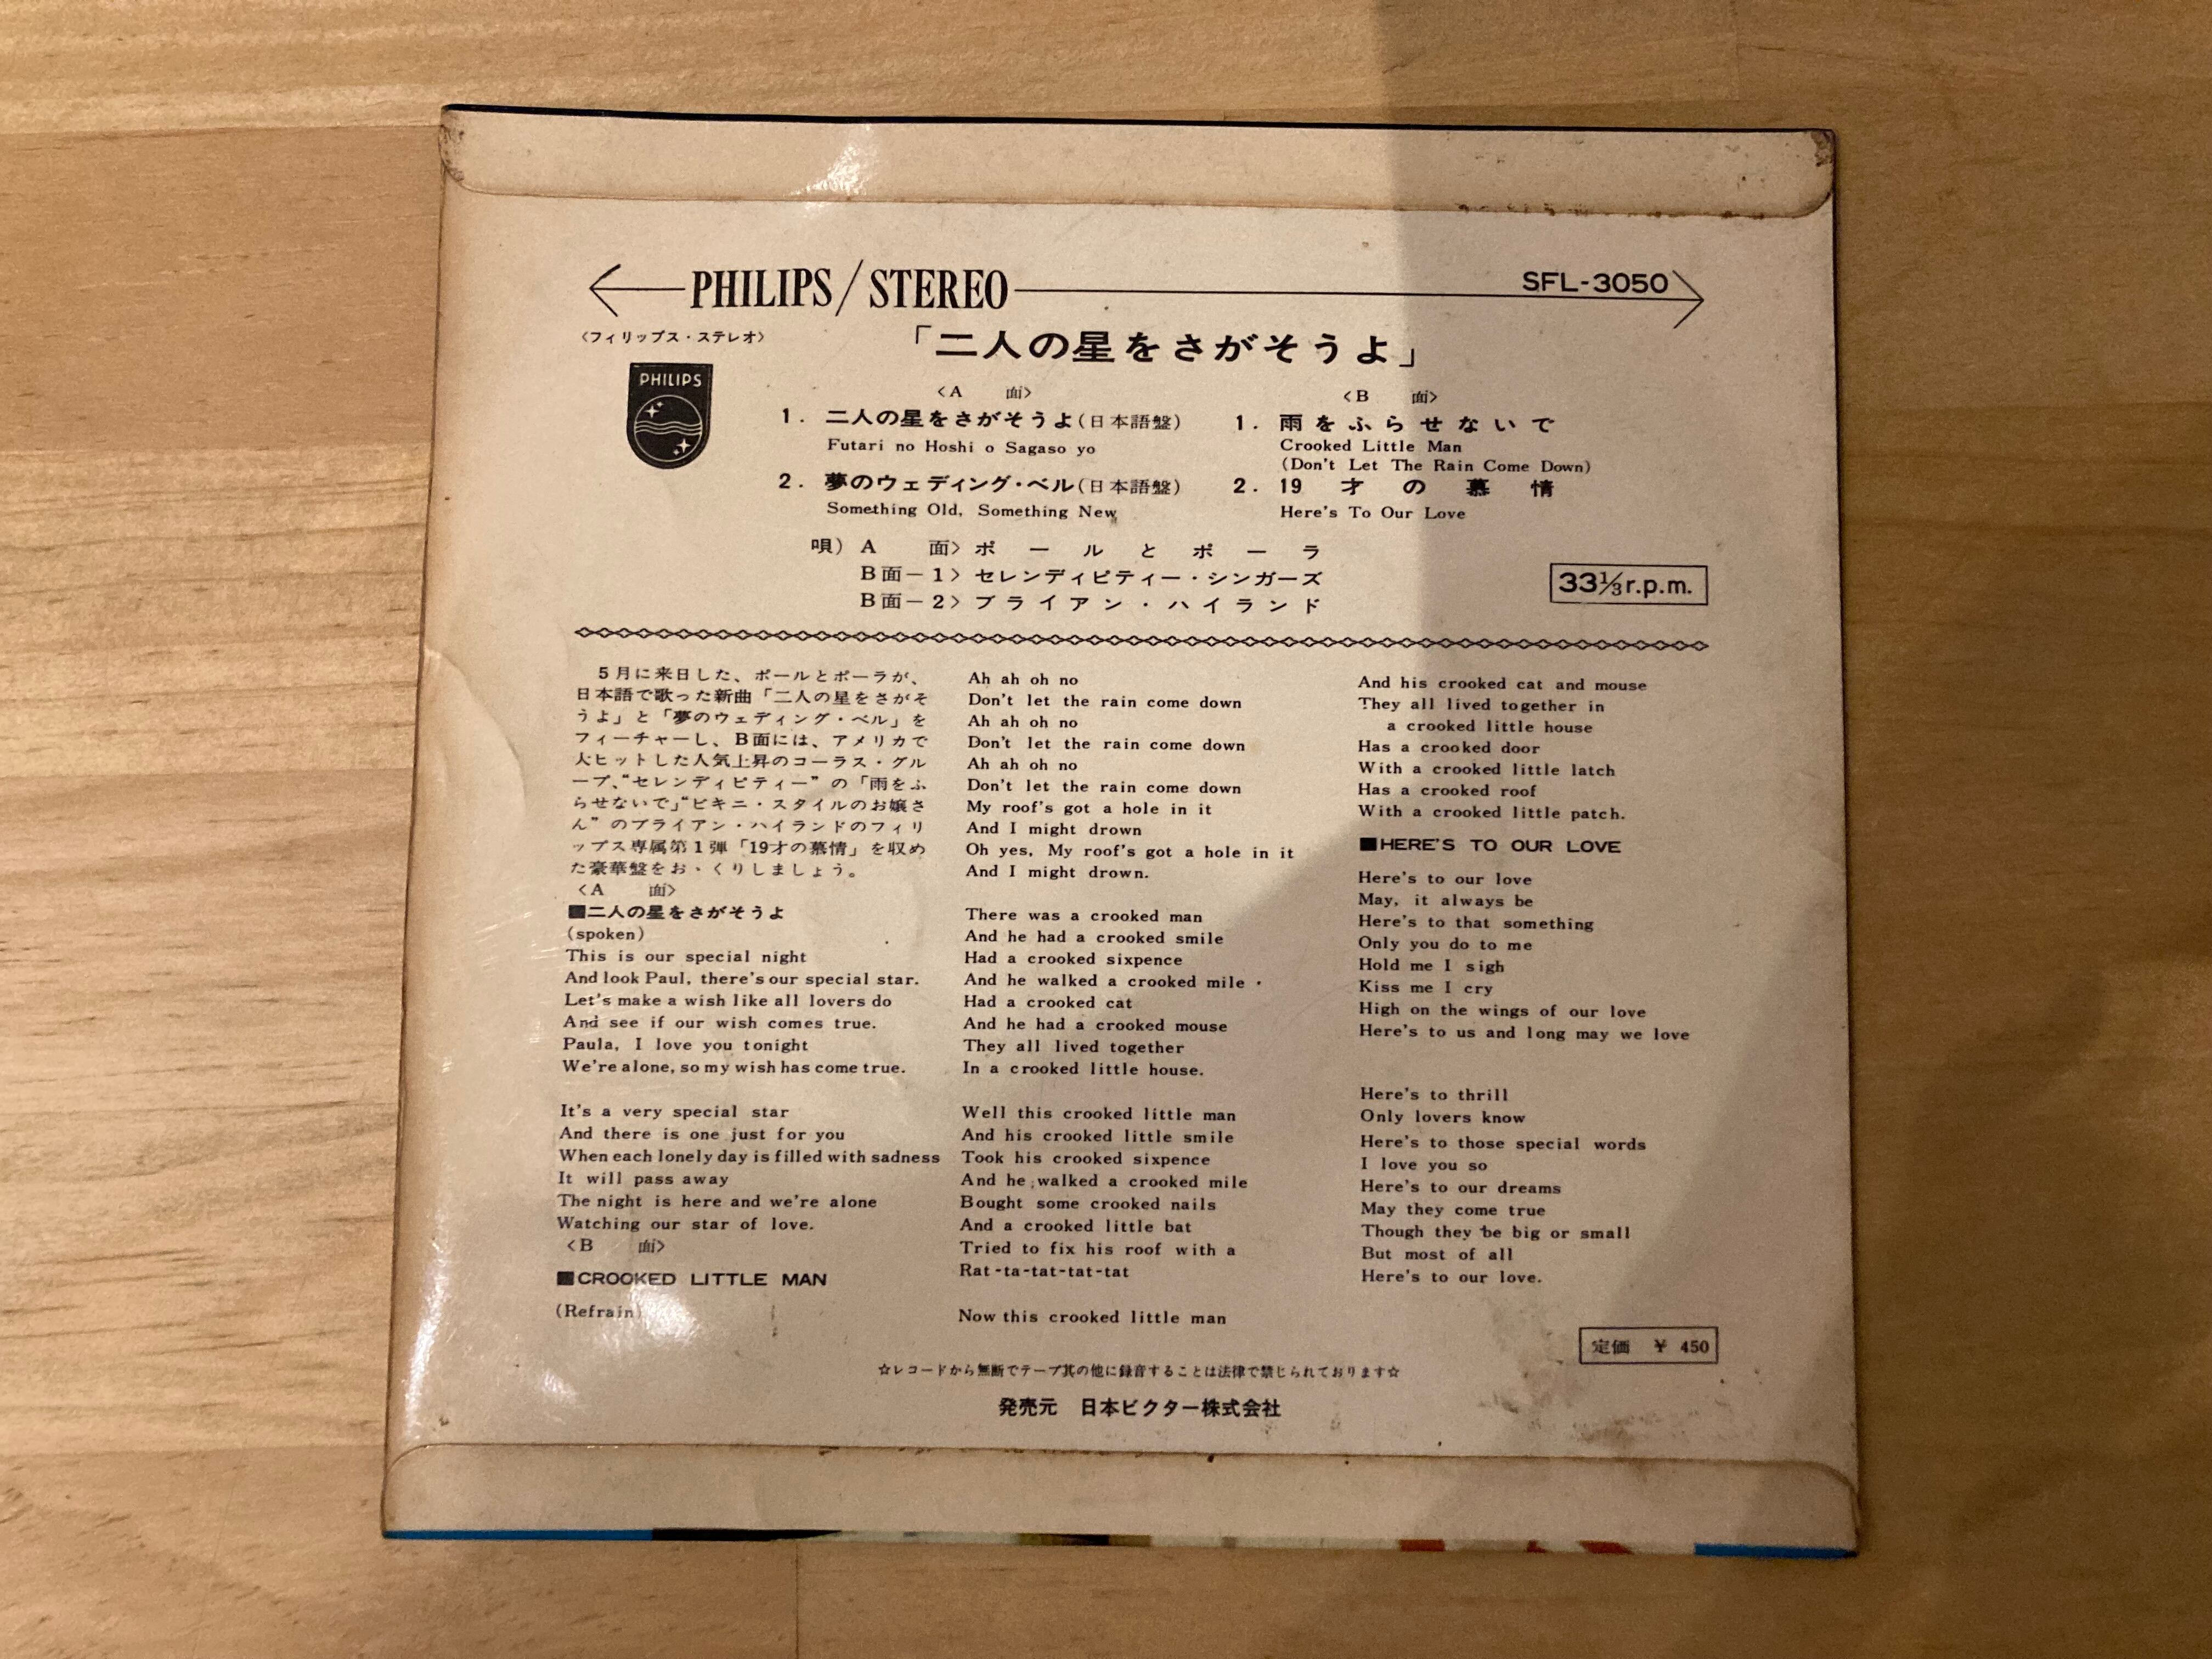 PHILIPS/STEREO
SFL-3050
〈フィリップス・ステレオ〉
「二人の星をさがそうよ」
PHILIPS
〈A 面〉
1. 二人の星をさがそうよ(日本語盤)
Futari no Hoshi o Sagaso yo
2. 夢のウェディング・ベル(日本語盤)
Something Old, Something New
〈B 面〉
1. 雨をふらせないで
Crooked Little Man
(Don't Let The Rain Come Down)
2. 19才の慕情
Here's To Our Love
唄) A 面〉ポールとポーラ
B面-1〉セレンディピティー・シンガーズ
B面-2〉ブライアン・ハイランド
33⅓r.p.m.
5月に来日した、ポールとポーラが、
日本語で歌った新曲「二人の星をさがそ
うよ」と「夢のウェディング・ベル」を
フィーチャーし、B面には、アメリカで
大ヒットした人気上昇のコーラス・グル
ープ、“セレンディピティー”の「雨をふ
らせないで」“ビキニ・スタイルのお嬢さ
ん”のブライアン・ハイランドのフィリ
ップス専属第1弾「19才の慕情」を収め
た豪華盤をお、くりしましょう。
〈A 面〉
■二人の星をさがそうよ
(spoken)
This is our special night
And look Paul, there's our special star.
Let's make a wish like all lovers do
And see if our wish comes true.
Paula, I love you tonight
We're alone, so my wish has come true.
It's a very special star
And there is one just for you
When each lonely day is filled with sadness
It will pass away
The night is here and we're alone
Watching our star of love.
〈B 面〉
■CROOKED LITTLE MAN
(Refrain)
Ah ah oh no
Don't let the rain come down
Ah ah oh no
Don't let the rain come down
Ah ah oh no
Don't let the rain come down
My roof's got a hole in it
And I might drown
Oh yes, My roof's got a hole in it
And I might drown.
There was a crooked man
And he had a crooked smile
Had a crooked sixpence
And he walked a crooked mile
Had a crooked cat
And he had a crooked mouse
They all lived together
In a crooked little house.
Well this crooked little man
And his crooked little smile
Took his crooked sixpence
And he walked a crooked mile
Bought some crooked nails
And a crooked little bat
Tried to fix his roof with a
Rat-ta-tat-tat-tat
Now this crooked little man
And his crooked cat and mouse
They all lived together in
a crooked little house
Has a crooked door
With a crooked little latch
Has a crooked roof
With a crooked little patch.
■HERE'S TO OUR LOVE
Here's to our love
May, it always be
Here's to that something
Only you do to me
Hold me I sigh
Kiss me I cry
High on the wings of our love
Here's to us and long may we love
Here's to thrill
Only lovers know
Here's to those special words
I love you so
Here's to our dreams
May they come true
Though they be big or small
But most of all
Here's to our love.
定価 ¥ 450
☆レコードから無断でテープ其の他に録音することは法律で禁じられております☆
発売元 日本ビクター株式会社